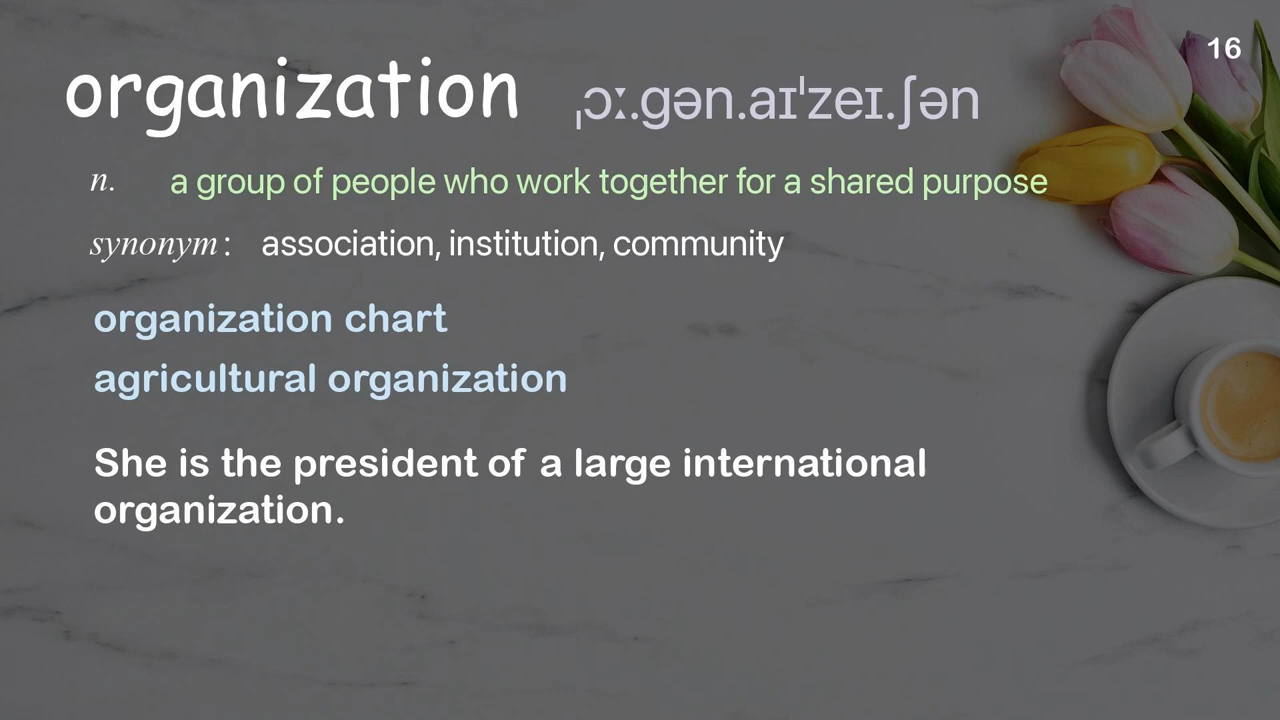 16
organization ˌɔː.ɡən.aɪˈzeɪ.ʃən
n. a group of people who work together for a shared purpose
synonym: association, institution, community
organization chart
agricultural organization
She is the president of a large international
organization.